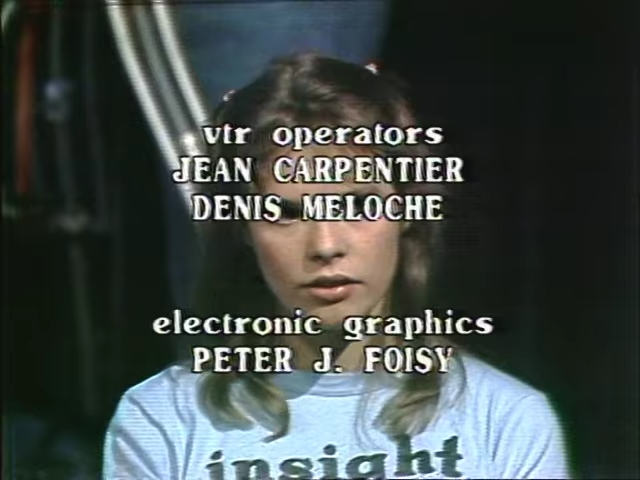 vtr operators
JEAN CARPENTIER
DENIS MELOCHE
electronic graphics
PETER J. FOISY
insight